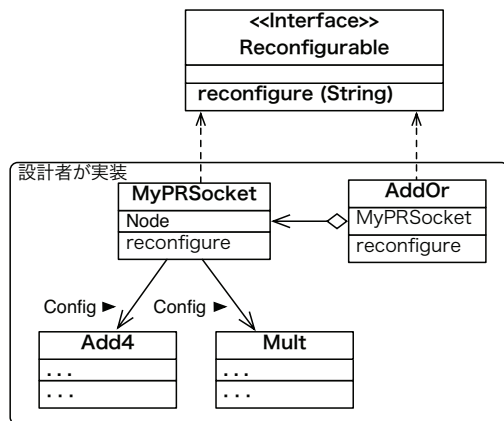 <<Interface>>
Reconfigurable
reconfigure (String)
設計者が実装
MyPRSocket
Node
reconfigure
AddOr
MyPRSocket
reconfigure
Config ►
Config ►
Add4
...
...
Mult
...
...